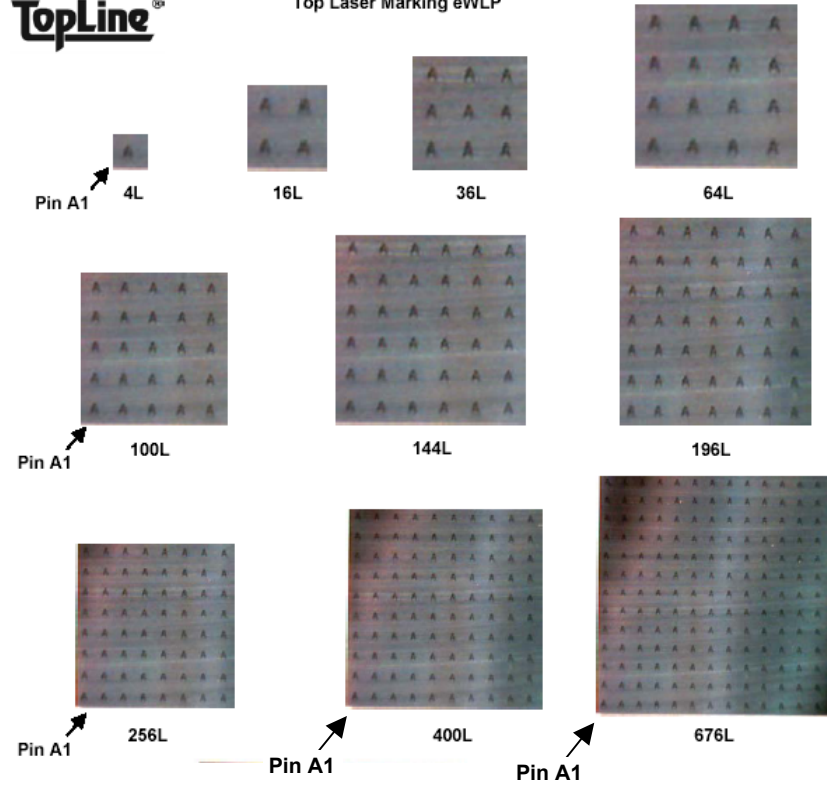 TopLine®
Top Laser Marking eWLP
Pin A1
4L
16L
36L
64L
Pin A1
100L
144L
196L
Pin A1
256L
Pin A1
400L
Pin A1
676L